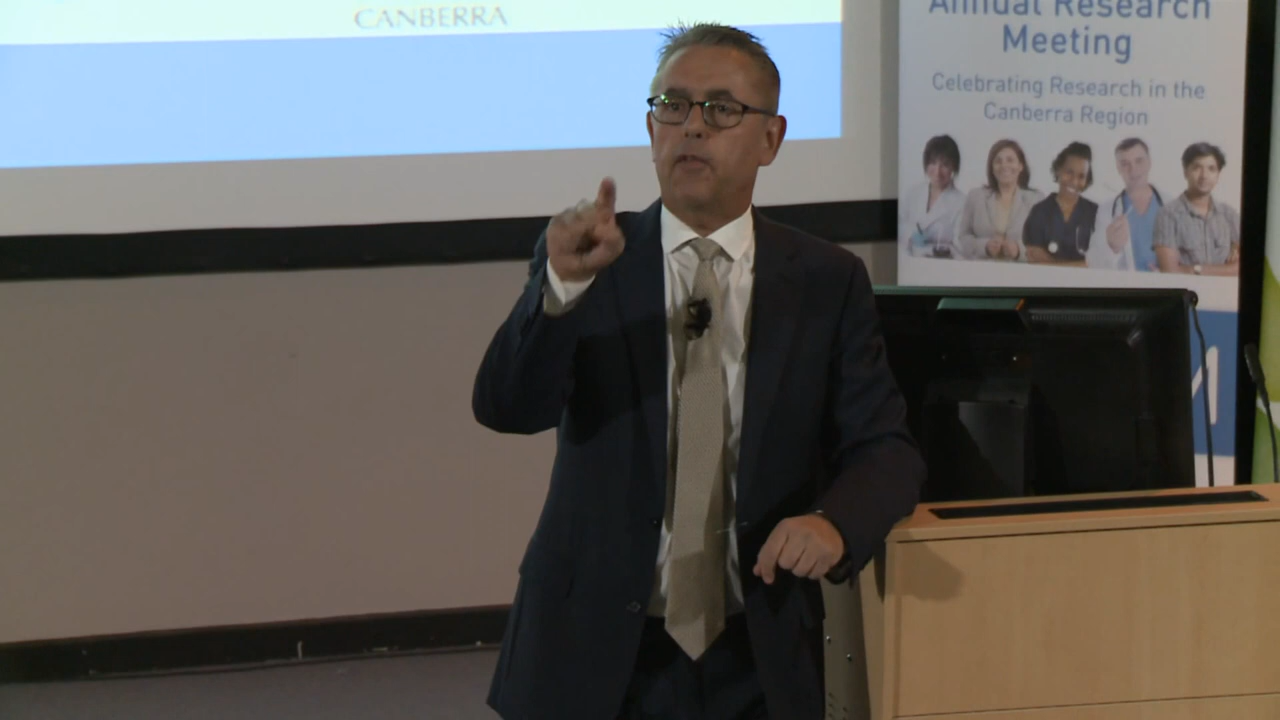 CANBERRA
Annual Research
Meeting
Celebrating Research in the
Canberra Region